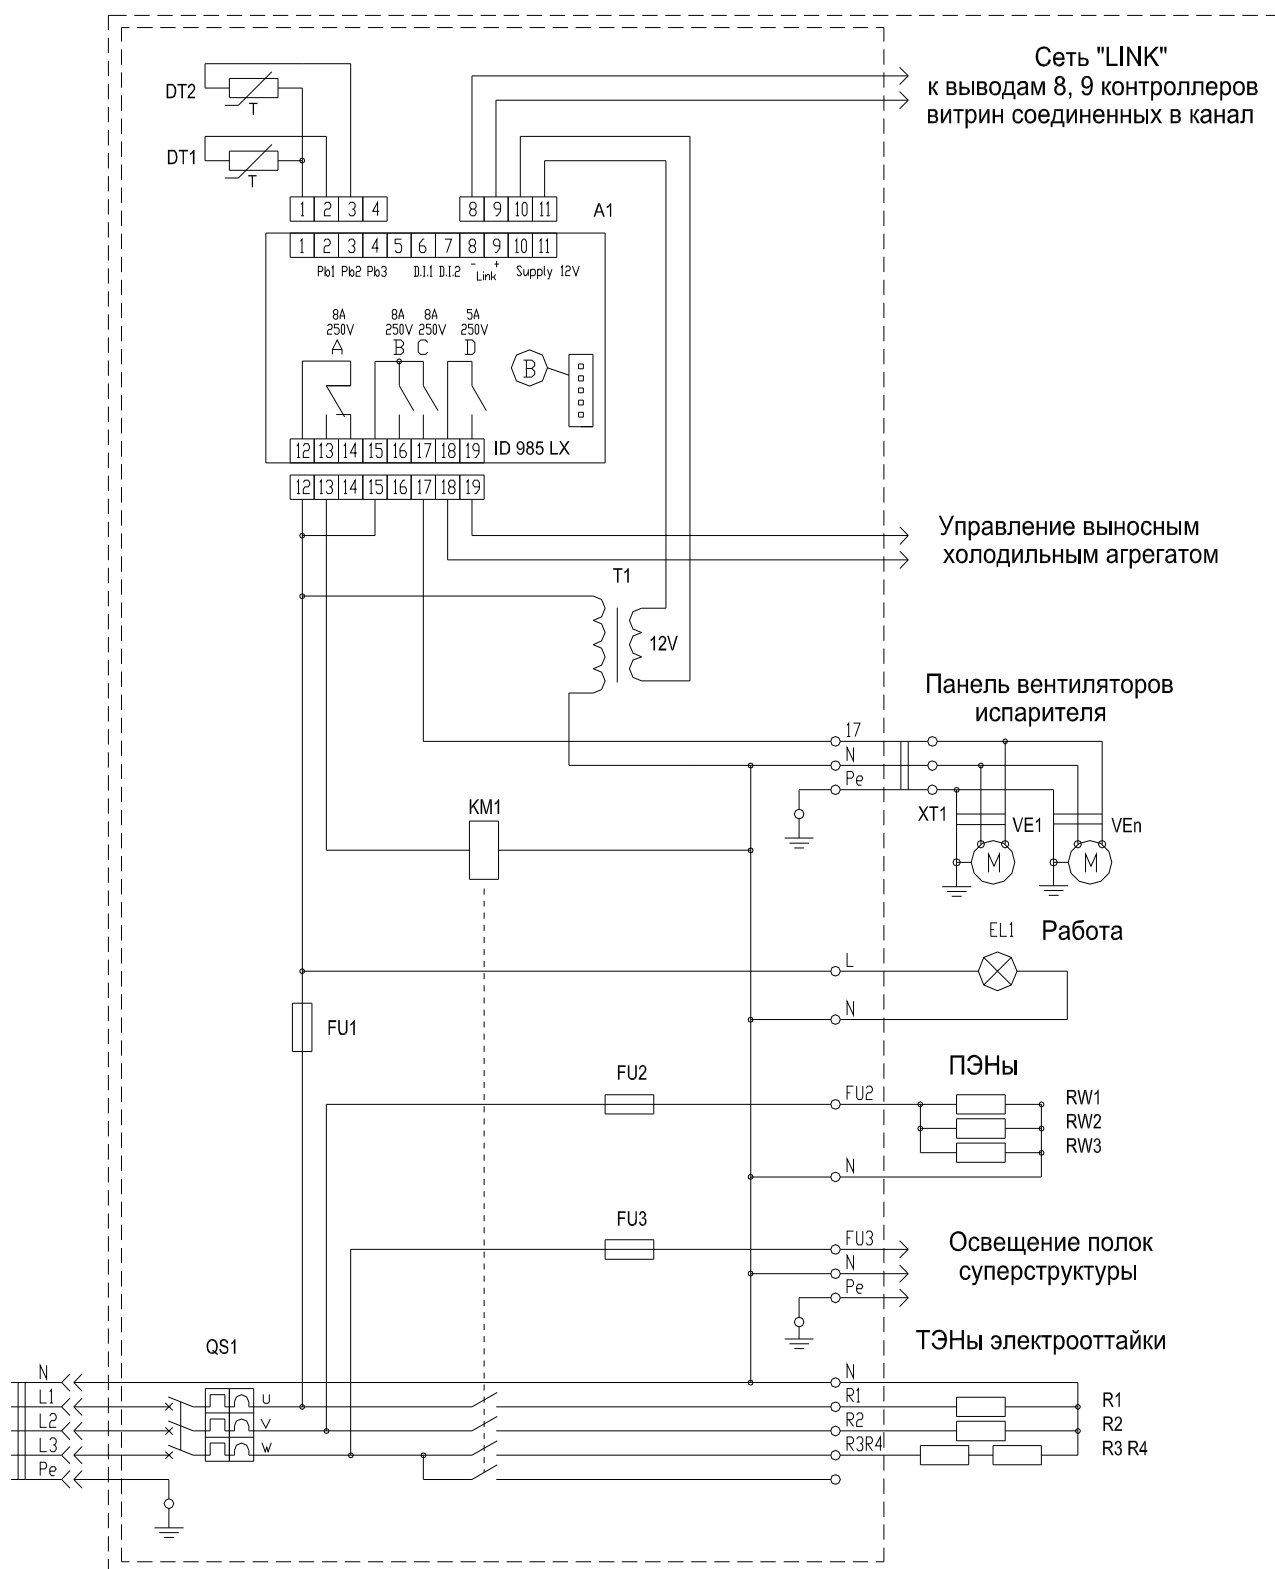 Сеть "LINK"
к выводам 8, 9 контроллеров
витрин соединенных в канал
DT2
T
DT1
T
1 2 3 4
8 9 10 11
A1
1 2 3 4 5 6 7 8 9 10 11
Pb1 Pb2 Pb3 D.I.1 D.I.2 - Link + Supply 12V
8A 8A 8A 5A
250V 250V 250V 250V
A B C D
B
12 13 14 15 16 17 18 19
ID 985 LX
12 13 14 15 16 17 18 19
Управление выносным
холодильным агрегатом
T1
12V
Панель вентиляторов
испарителя
17
N
Pe
KM1
XT1
VE1
VEn
M
M
EL1
Работа
L
N
FU1
ПЭНы
FU2
FU2
RW1
RW2
RW3
N
FU3
FU3
N
Pe
Освещение полок
суперструктуры
QS1
ТЭНы электрооттайки
N
N
L1
U
R1
R1
L2
V
R2
R2
L3
W
R3R4
R3 R4
Pe